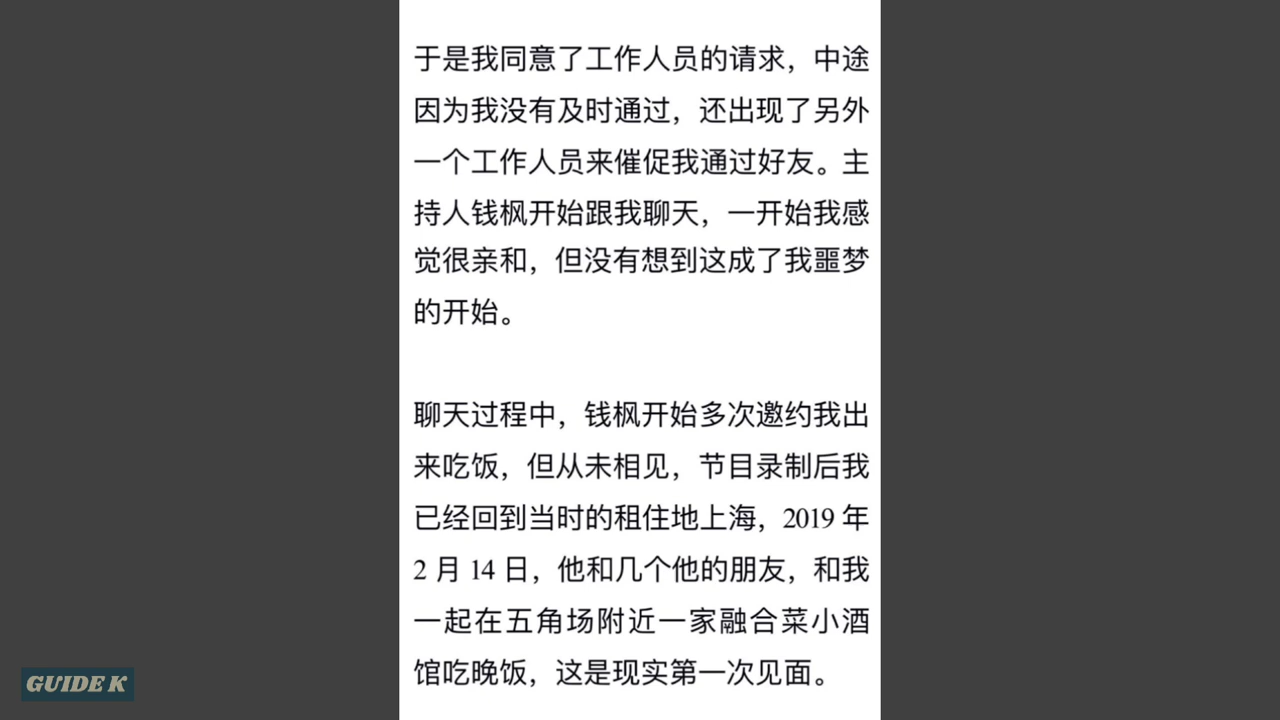 于是我同意了工作人员的请求，中途
因为我没有及时通过，还出现了另外
一个工作人员来催促我通过好友。主
持人钱枫开始跟我聊天，一开始我感
觉很亲和，但没有想到这成了我噩梦
的开始。
聊天过程中，钱枫开始多次邀约我出
来吃饭，但从未相见，节目录制后我
已经回到当时的租住地上海，2019 年
2 月 14 日，他和几个他的朋友，和我
一起在五角场附近一家融合菜小酒
馆吃晚饭，这是现实第一次见面。
GUIDE K